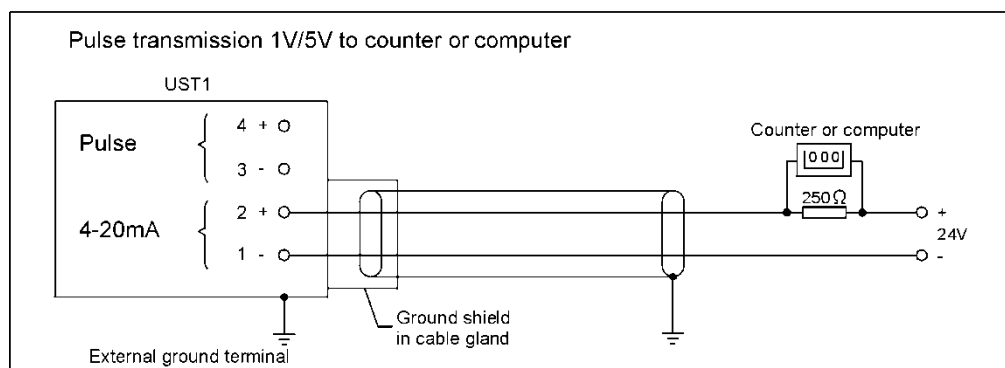 Pulse transmission 1V/5V to counter or computer
UST1
Pulse
4 +
3 -
4-20mA
2 +
1 -
Counter or computer
000
250Ω
+
24V
-
Ground shield
in cable gland
External ground terminal